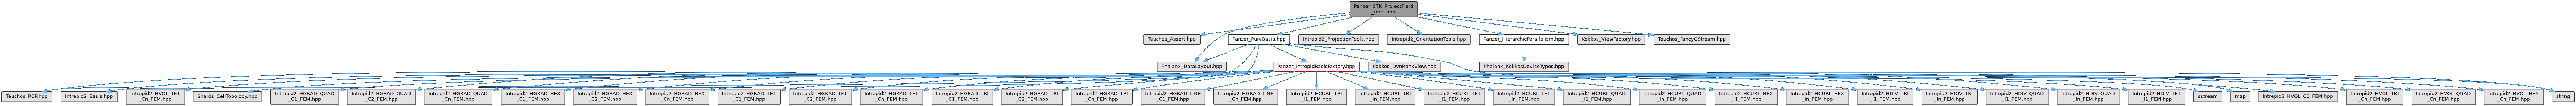 Panzer_STK_ProjectField
_impl.hpp
Teuchos_Assert.hpp
Panzer_PureBasis.hpp
Intrepid2_ProjectionTools.hpp
Intrepid2_OrientationTools.hpp
Panzer_HierarchicParallelism.hpp
Kokkos_ViewFactory.hpp
Teuchos_FancyOStream.hpp
Phalanx_DataLayout.hpp
Panzer_IntrepidBasisFactory.hpp
Kokkos_DynRankView.hpp
Phalanx_KokkosDeviceTypes.hpp
Teuchos_RCP.hpp
Intrepid2_Basis.hpp
Intrepid2_HVOL_TET
_Cn_FEM.hpp
Shards_CellTopology.hpp
Intrepid2_HGRAD_QUAD
_C1_FEM.hpp
Intrepid2_HGRAD_QUAD
_C2_FEM.hpp
Intrepid2_HGRAD_QUAD
_Cn_FEM.hpp
Intrepid2_HGRAD_HEX
_C1_FEM.hpp
Intrepid2_HGRAD_HEX
_C2_FEM.hpp
Intrepid2_HGRAD_HEX
_Cn_FEM.hpp
Intrepid2_HGRAD_TET
_C1_FEM.hpp
Intrepid2_HGRAD_TET
_C2_FEM.hpp
Intrepid2_HGRAD_TET
_Cn_FEM.hpp
Intrepid2_HGRAD_TRI
_C1_FEM.hpp
Intrepid2_HGRAD_TRI
_C2_FEM.hpp
Intrepid2_HGRAD_TRI
_Cn_FEM.hpp
Intrepid2_HGRAD_LINE
_C1_FEM.hpp
Intrepid2_HGRAD_LINE
_Cn_FEM.hpp
Intrepid2_HCURL_TRI
_I1_FEM.hpp
Intrepid2_HCURL_TRI
_In_FEM.hpp
Intrepid2_HCURL_TET
_I1_FEM.hpp
Intrepid2_HCURL_TET
_In_FEM.hpp
Intrepid2_HCURL_QUAD
_I1_FEM.hpp
Intrepid2_HCURL_QUAD
_In_FEM.hpp
Intrepid2_HCURL_HEX
_I1_FEM.hpp
Intrepid2_HCURL_HEX
_In_FEM.hpp
Intrepid2_HDIV_TRI
_I1_FEM.hpp
Intrepid2_HDIV_TRI
_In_FEM.hpp
Intrepid2_HDIV_QUAD
_I1_FEM.hpp
Intrepid2_HDIV_QUAD
_In_FEM.hpp
Intrepid2_HDIV_TET
_I1_FEM.hpp
sstream
map
Intrepid2_HVOL_C0_FEM.hpp
Intrepid2_HVOL_TRI
_Cn_FEM.hpp
Intrepid2_HVOL_QUAD
_Cn_FEM.hpp
Intrepid2_HVOL_HEX
_Cn_FEM.hpp
string